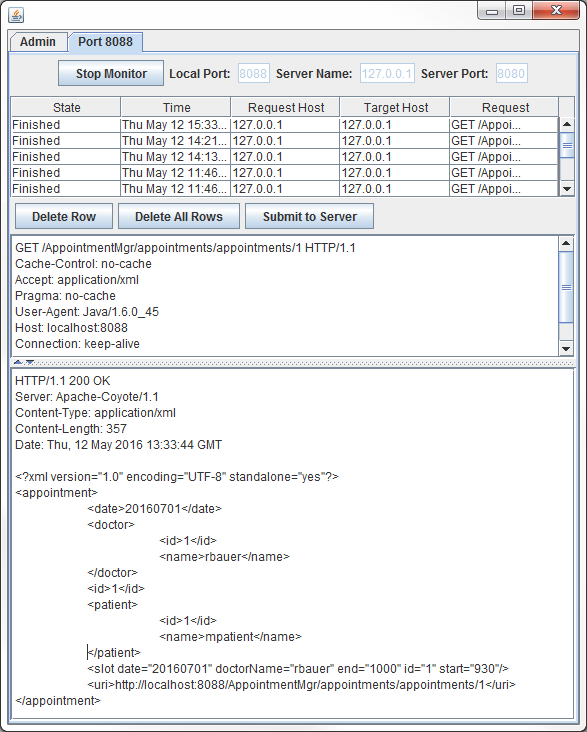 Admin Port 8088
Stop Monitor Local Port: 8088 Server Name: 127.0.0.1 Server Port: 8080
State Time Request Host Target Host Request
Finished Thu May 12 15:33... 127.0.0.1 127.0.0.1 GET /Appoi...
Finished Thu May 12 14:21... 127.0.0.1 127.0.0.1 GET /Appoi...
Finished Thu May 12 14:13... 127.0.0.1 127.0.0.1 GET /Appoi...
Finished Thu May 12 11:46... 127.0.0.1 127.0.0.1 GET /Appoi...
Finished Thu May 12 11:46... 127.0.0.1 127.0.0.1 GET /Appoi...
Delete Row Delete All Rows Submit to Server
GET /AppointmentMgr/appointments/appointments/1 HTTP/1.1
Cache-Control: no-cache
Accept: application/xml
Pragma: no-cache
User-Agent: Java/1.6.0_45
Host: localhost:8088
Connection: keep-alive
HTTP/1.1 200 OK
Server: Apache-Coyote/1.1
Content-Type: application/xml
Content-Length: 357
Date: Thu, 12 May 2016 13:33:44 GMT
<?xml version="1.0" encoding="UTF-8" standalone="yes"?>
<appointment>
<date>20160701</date>
<doctor>
<id>1</id>
<name>rbauer</name>
</doctor>
<id>1</id>
<patient>
<id>1</id>
<name>mpatient</name>
</patient>
<slot date="20160701" doctorName="rbauer" end="1000" id="1" start="930"/>
<uri>http://localhost:8088/AppointmentMgr/appointments/appointments/1</uri>
</appointment>